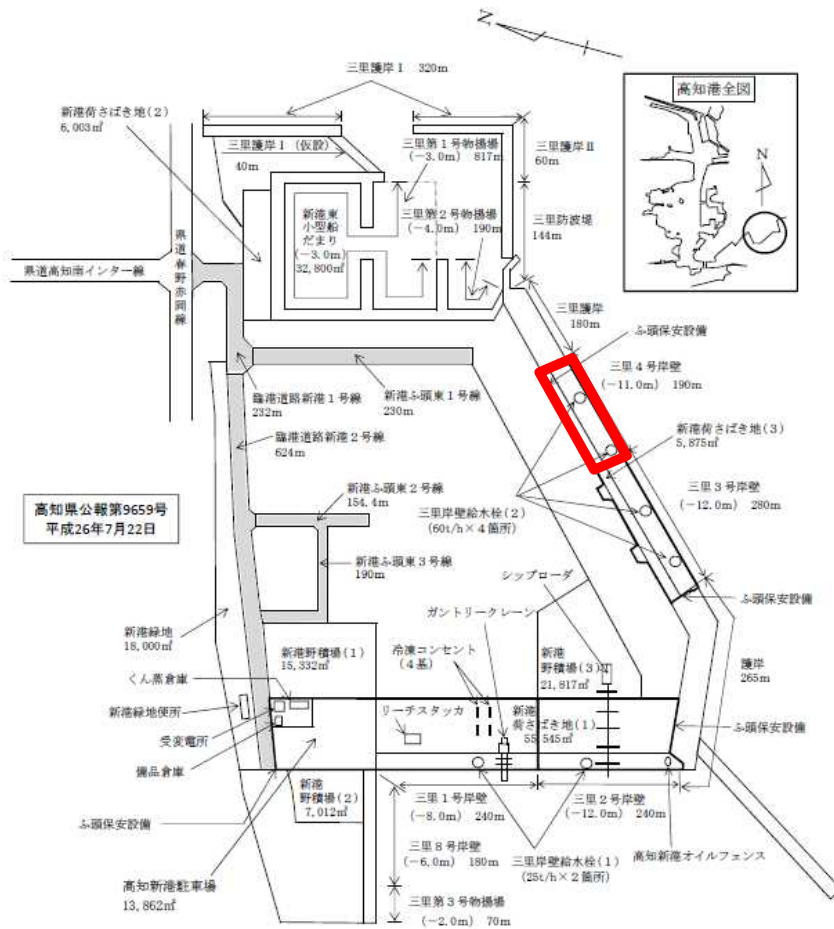 N
三里護岸Ⅰ 320m
高知港全図
N
新港荷さばき地(2)
6,003㎡
三里護岸Ⅰ(仮設)
40m
三里第1号物揚場
(−3.0m) 817m
三里護岸Ⅱ
60m
新港東
小型船
だまり
(−3.0m)
32,800㎡
三里第2号物揚場
(−4.0m) 190m
三里防波堤
144m
県道春野赤岡線
県道高知南インター線
三里護岸
180m
ふ頭保安設備
三里4号岸壁
(−11.0m) 190m
臨港道路新港1号線
232m
新港ふ頭東1号線
230m
新港荷さばき地(3)
5,875㎡
臨港道路新港2号線
624m
三里3号岸壁
(−12.0m) 280m
新港ふ頭東2号線
154.4m
高知県公報第9659号
平成26年7月22日
三里岸壁給水栓(2)
(60t/h×4箇所)
新港ふ頭東3号線
190m
シップローダ
ふ頭保安設備
ガントリークレーン
新港緑地
18,000㎡
新港野積場(1)
15,332㎡
冷凍コンセント
(4基)
新港
野積場(3)
21,817㎡
護岸
265m
くん蒸倉庫
新港緑地便所
リーチスタッカ
新港
荷さばき地(1)
55,545㎡
ふ頭保安設備
受変電所
備品倉庫
新港
野積場(2)
7,012㎡
三里1号岸壁
(−8.0m) 240m
三里2号岸壁
(−12.0m) 240m
ふ頭保安設備
三里8号岸壁
(−6.0m) 180m
三里岸壁給水栓(1)
(25t/h×2箇所)
高知新港オイルフェンス
高知新港駐車場
13,862㎡
三里第3号物揚場
(−2.0m) 70m